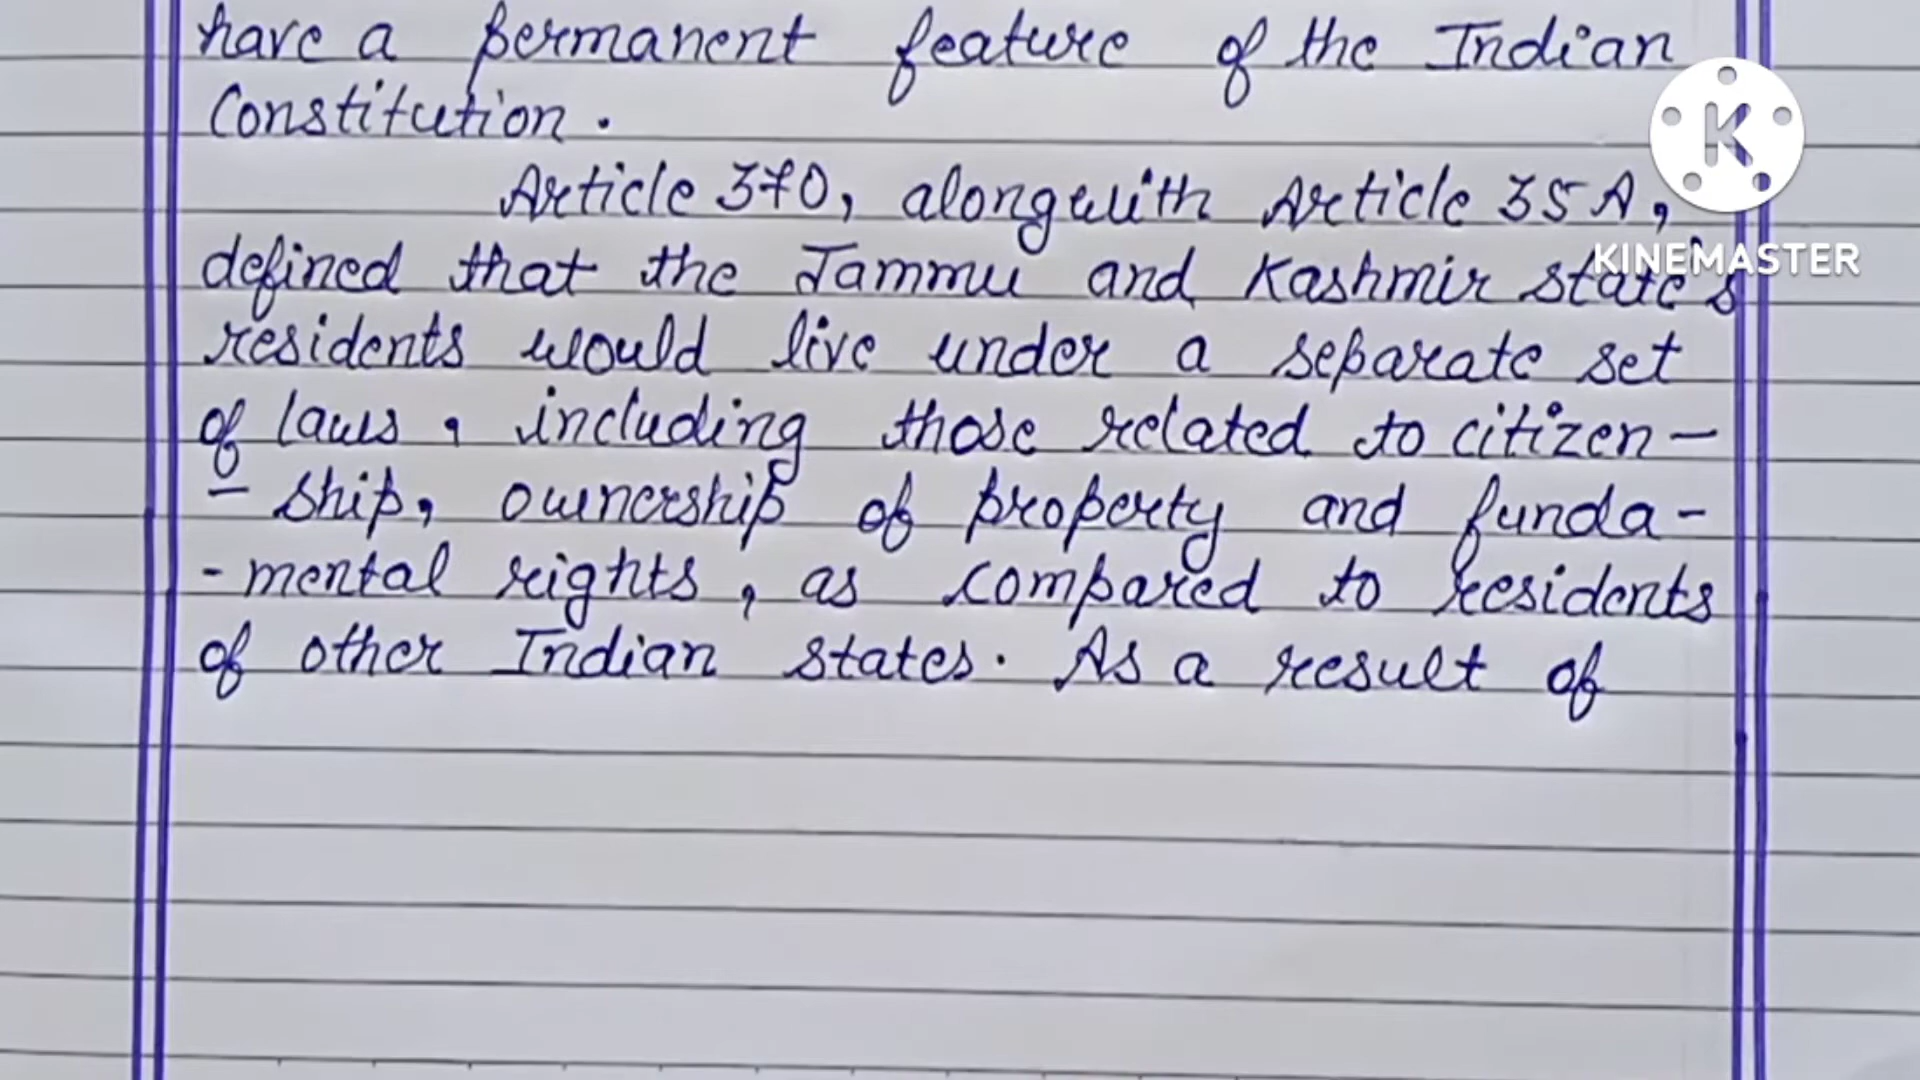 have a permanent feature of the Indian
Constitution.
Article 370, alongwith Article 35A,
defined that the Jammu and Kashmir state's
residents would live under a separate set
of laws, including those related to citizen-
- ship, ownership of property and funda-
-mental rights, as compared to residents
of other Indian states. As a result of
K
KINEMASTER